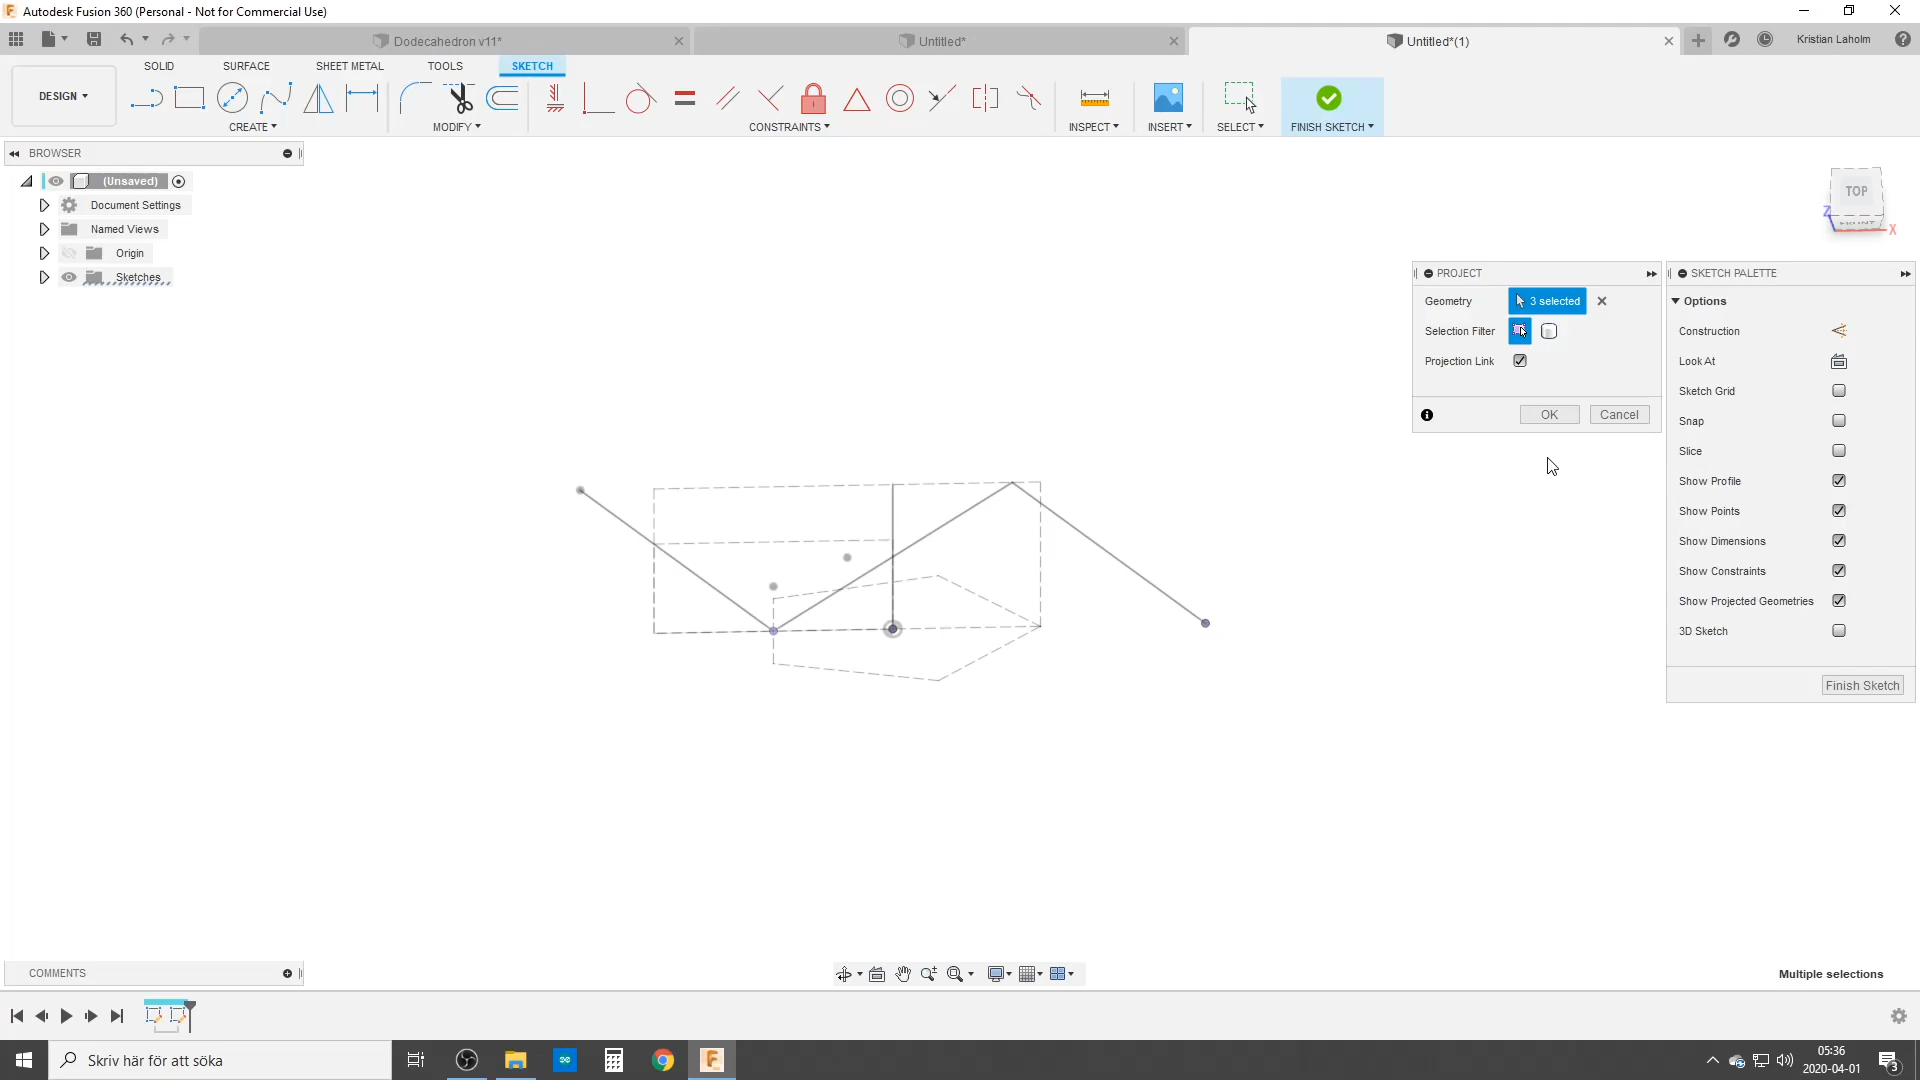 Autodesk Fusion 360 (Personal - Not for Commercial Use)
Dodecahedron v11*
Untitled*
Untitled*(1)
Kristian Laholm
SOLID
SURFACE
SHEET METAL
TOOLS
SKETCH
DESIGN
CREATE
MODIFY
CONSTRAINTS
INSPECT
INSERT
SELECT
FINISH SKETCH
BROWSER
(Unsaved)
Document Settings
Named Views
Origin
Sketches
TOP
FRONT
Z
X
PROJECT
Geometry
3 selected
Selection Filter
Projection Link
OK
Cancel
SKETCH PALETTE
Options
Construction
Look At
Sketch Grid
Snap
Slice
Show Profile
Show Points
Show Dimensions
Show Constraints
Show Projected Geometries
3D Sketch
Finish Sketch
COMMENTS
Multiple selections
Skriv här för att söka
05:36
2020-04-01
3